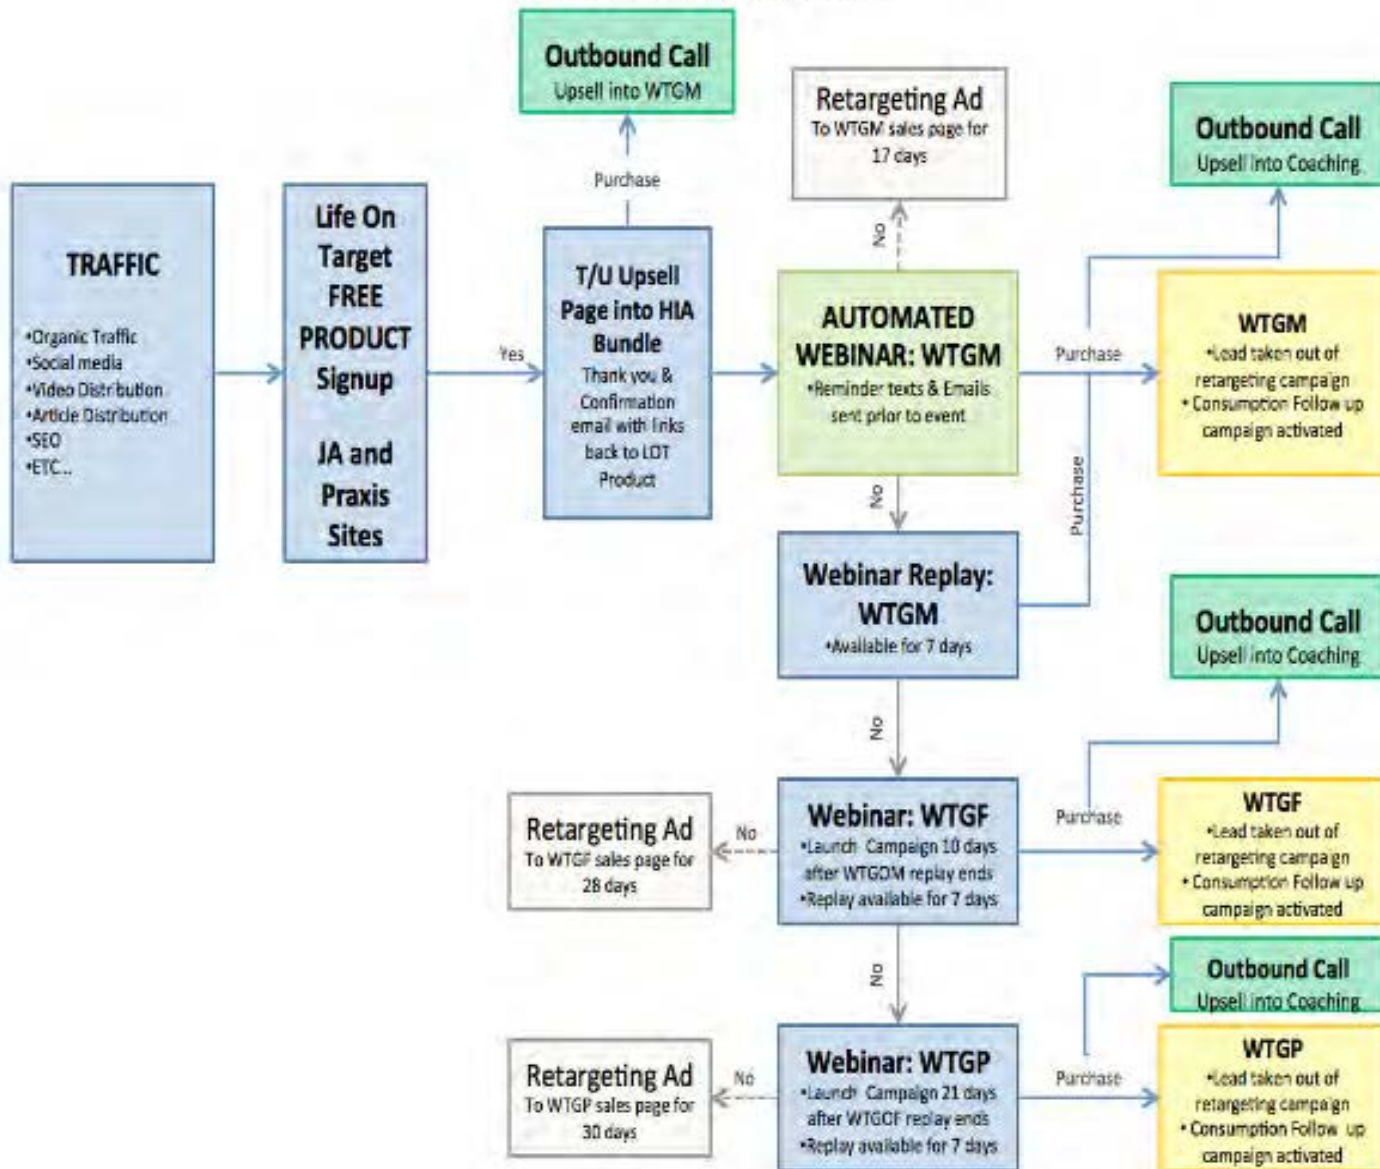 Outbound Call
Upsell into WTGM
Retargeting Ad
To WTGM sales page for
17 days
Outbound Call
Upsell into Coaching
Purchase
No
TRAFFIC
•Organic Traffic
•Social media
•Video Distribution
•Article Distribution
•SEO
•ETC...
Life On
Target
FREE
PRODUCT
Signup
JA and
Praxis
Sites
Yes
T/U Upsell
Page into HIA
Bundle
Thank you &
Confirmation
email with links
back to LOT
Product
AUTOMATED
WEBINAR: WTGM
•Reminder texts & Emails
sent prior to event
Purchase
WTGM
•Lead taken out of
retargeting campaign
• Consumption Follow up
campaign activated
No
Purchase
Webinar Replay:
WTGM
•Available for 7 days
Outbound Call
Upsell into Coaching
No
Retargeting Ad
To WTGF sales page for
28 days
No
Webinar: WTGF
•Launch Campaign 10 days
after WTGOM replay ends
•Replay available for 7 days
Purchase
WTGF
•Lead taken out of
retargeting campaign
• Consumption Follow up
campaign activated
No
Outbound Call
Upsell into Coaching
Retargeting Ad
To WTGP sales page for
30 days
No
Webinar: WTGP
•Launch Campaign 21 days
after WTGOF replay ends
•Replay available for 7 days
Purchase
WTGP
•Lead taken out of
retargeting campaign
• Consumption Follow up
campaign activated